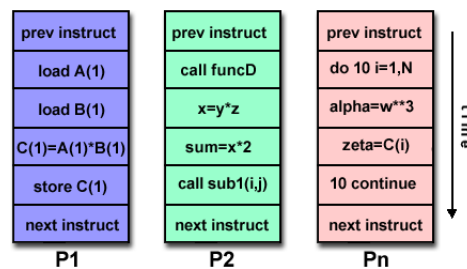 prev instruct
load A(1)
load B(1)
C(1)=A(1)*B(1)
store C(1)
next instruct
P1
prev instruct
call funcD
x=y*z
sum=x*2
call sub1(i,j)
next instruct
P2
prev instruct
do 10 i=1,N
alpha=w**3
zeta=C(i)
10 continue
next instruct
Pn
time